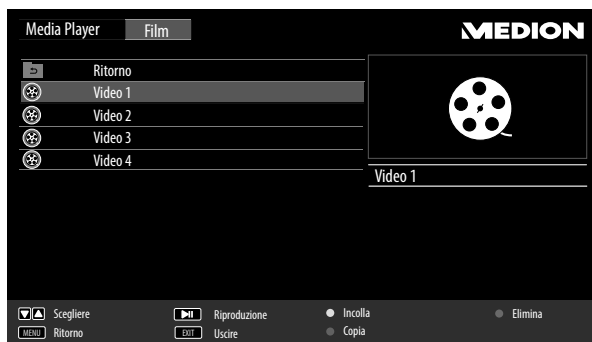 Media Player Film MEDION
Ritorno
Video 1
Video 2
Video 3
Video 4
Video 1
Scegliere Riproduzione Incolla Elimina
MENU Ritorno EXIT Uscire Copia